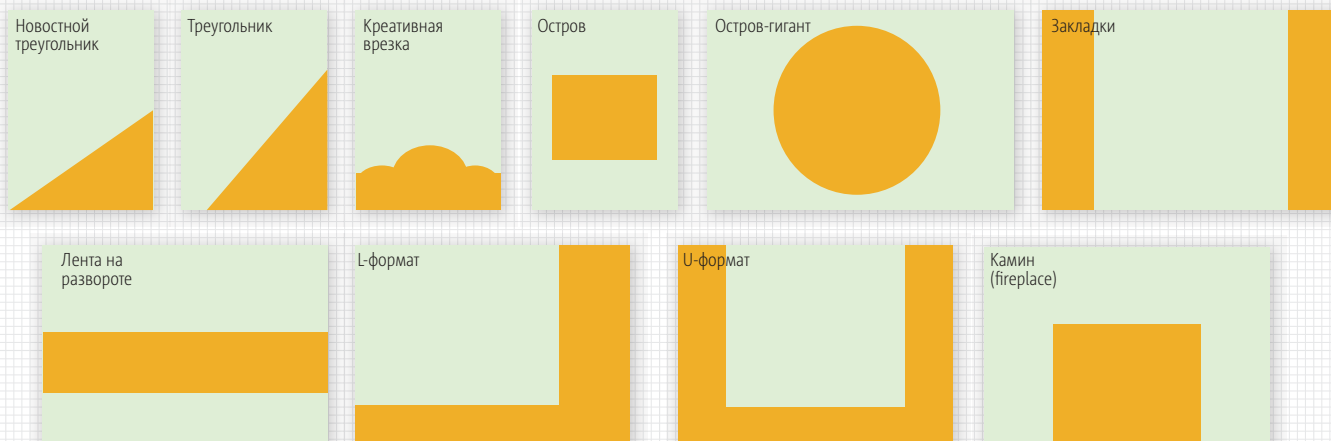 Новостной
треугольник
Треугольник
Креативная
врезка
Остров
Остров-гигант
Закладки
Лента на
развороте
L-формат
U-формат
Камин
(fireplace)